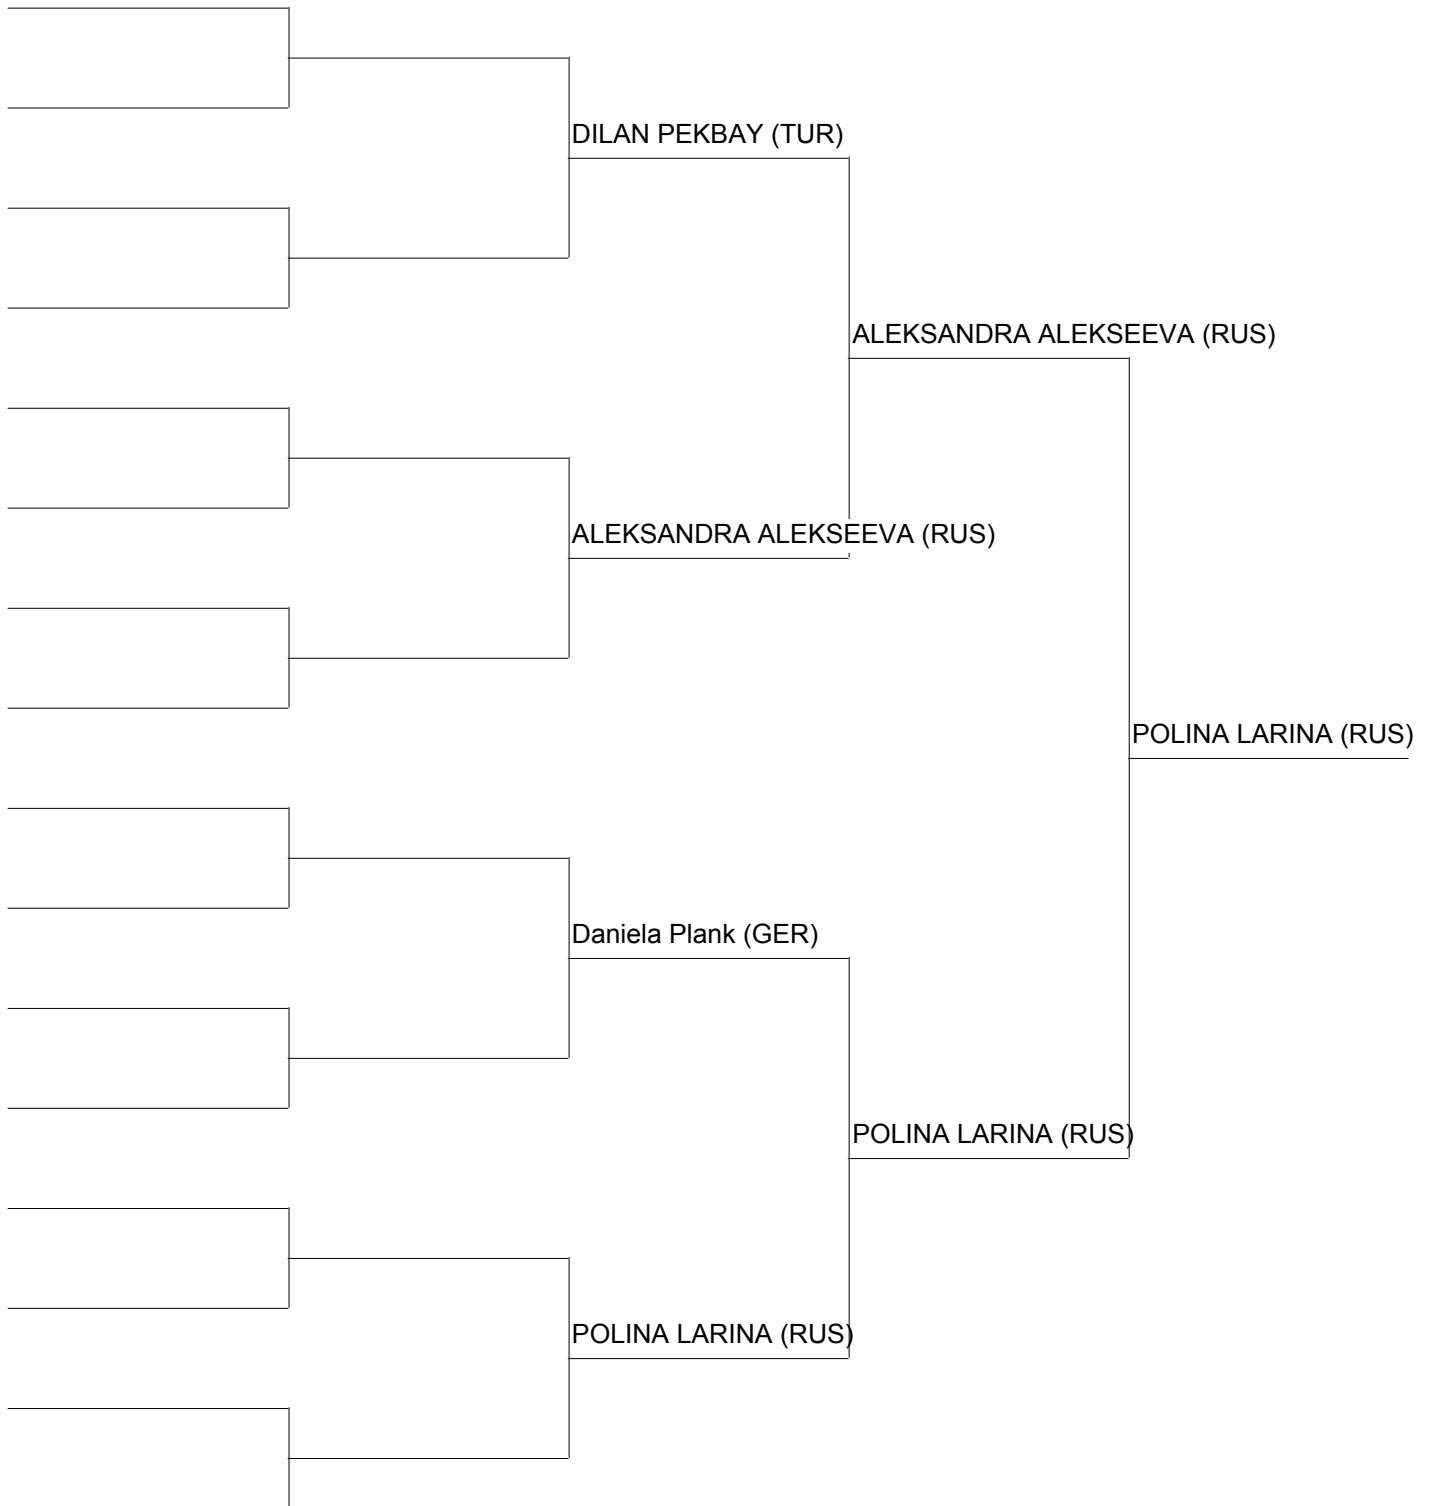 DILAN PEKBAY (TUR)
ALEKSANDRA ALEKSEEVA (RUS)
ALEKSANDRA ALEKSEEVA (RUS)
POLINA LARINA (RUS)
Daniela Plank (GER)
POLINA LARINA (RUS)
POLINA LARINA (RUS)